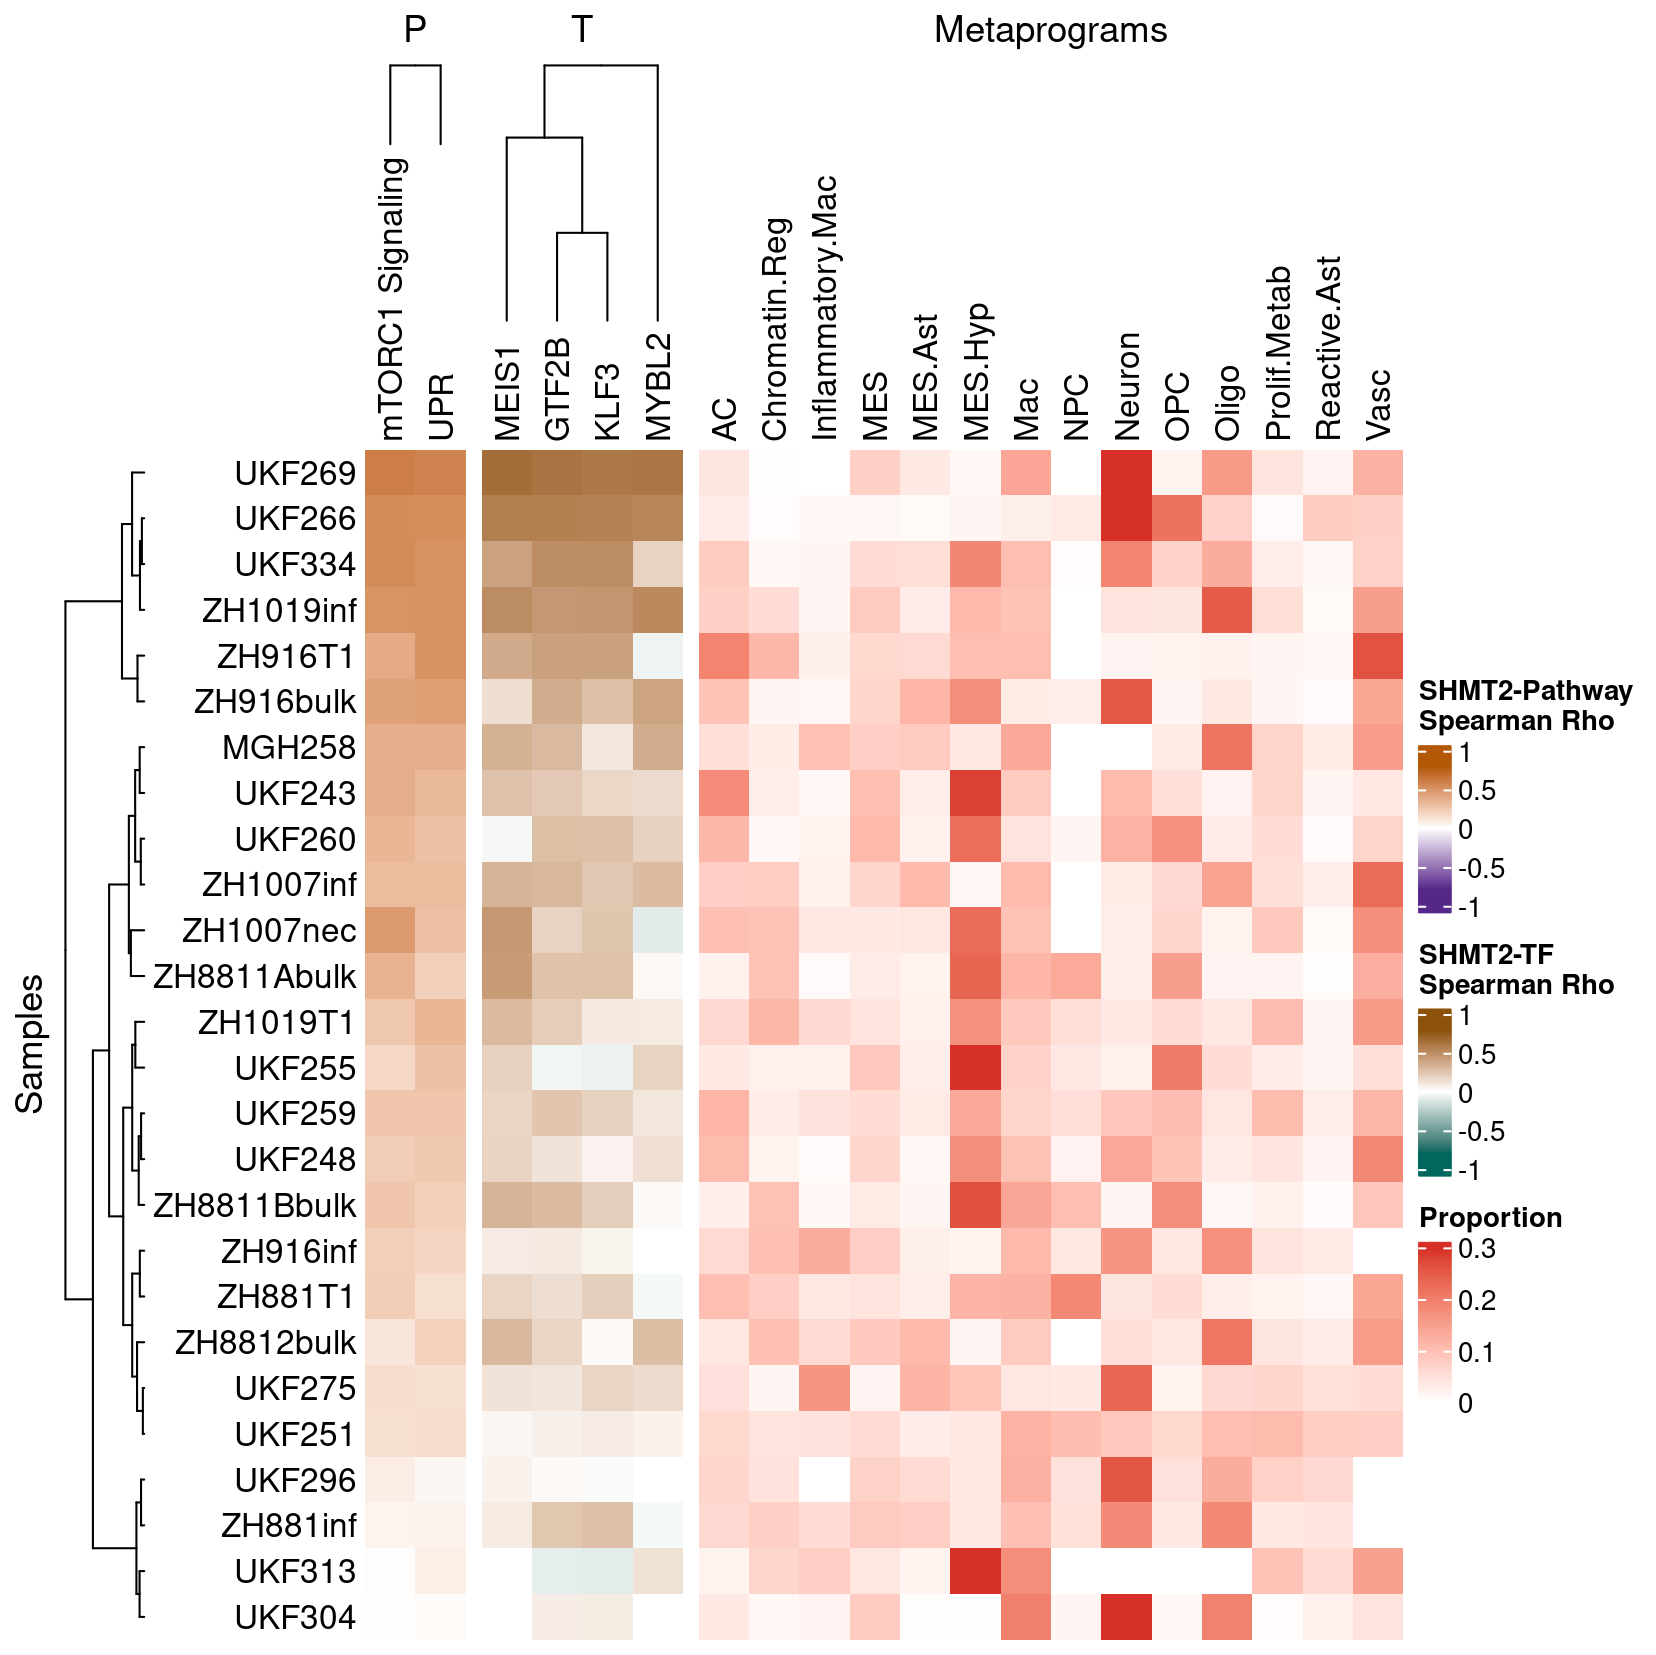 P
T
Metaprograms
mTORC1 Signaling
UPR
MEIS1
GTF2B
KLF3
MYBL2
AC
Chromatin.Reg
Inflammatory.Mac
MES
MES.Ast
MES.Hyp
Mac
NPC
Neuron
OPC
Oligo
Prolif.Metab
Reactive.Ast
Vasc
Samples
UKF269
UKF266
UKF334
ZH1019inf
ZH916T1
ZH916bulk
MGH258
UKF243
UKF260
ZH1007inf
ZH1007nec
ZH8811Abulk
ZH1019T1
UKF255
UKF259
UKF248
ZH8811Bbulk
ZH916inf
ZH881T1
ZH8812bulk
UKF275
UKF251
UKF296
ZH881inf
UKF313
UKF304
SHMT2-Pathway
Spearman Rho
1
0.5
0
-0.5
-1
SHMT2-TF
Spearman Rho
1
0.5
0
-0.5
-1
Proportion
0.3
0.2
0.1
0